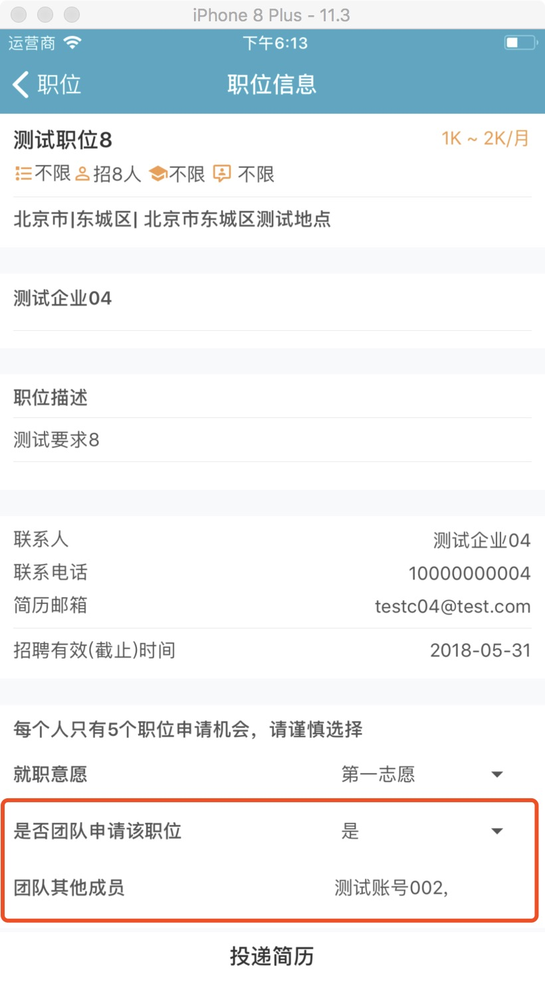 iPhone 8 Plus - 11.3
运营商 下午6:13
职位 职位信息
测试职位8 1K ~ 2K/月
不限 招8人 不限 不限
北京市|东城区| 北京市东城区测试地点
测试企业04
职位描述
测试要求8
联系人 测试企业04
联系电话 10000000004
简历邮箱 testc04@test.com
招聘有效(截止)时间 2018-05-31
每个人只有5个职位申请机会，请谨慎选择
就职意愿 第一志愿
是否团队申请该职位 是
团队其他成员 测试账号002,
投递简历